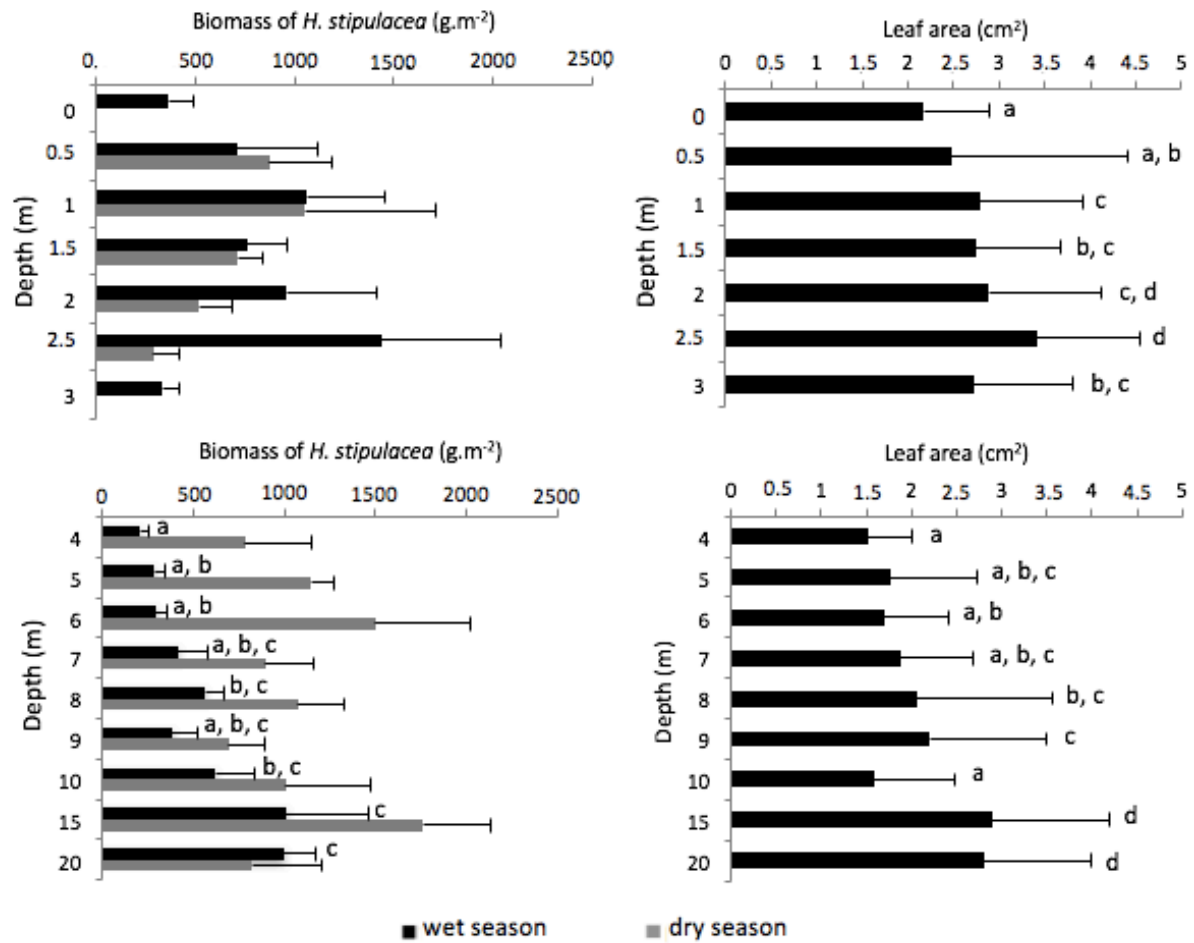 Biomass of H. stipulacea (g.m-2)
0. 500 1000 1500 2000 2500
Depth (m)
0
0.5
1
1.5
2
2.5
3
Leaf area (cm2)
0 0.5 1 1.5 2 2.5 3 3.5 4 4.5 5
Depth (m)
0 a
0.5 a, b
1 c
1.5 b, c
2 c, d
2.5 d
3 b, c
Biomass of H. stipulacea (g.m-2)
0 500 1000 1500 2000 2500
Depth (m)
4 a
5 a, b
6 a, b
7 a, b, c
8 b, c
9 a, b, c
10 b, c
15 c
20 c
Leaf area (cm2)
0 0.5 1 1.5 2 2.5 3 3.5 4 4.5 5
Depth (m)
4 a
5 a, b, c
6 a, b
7 a, b, c
8 b, c
9 c
10 a
15 d
20 d
wet season dry season